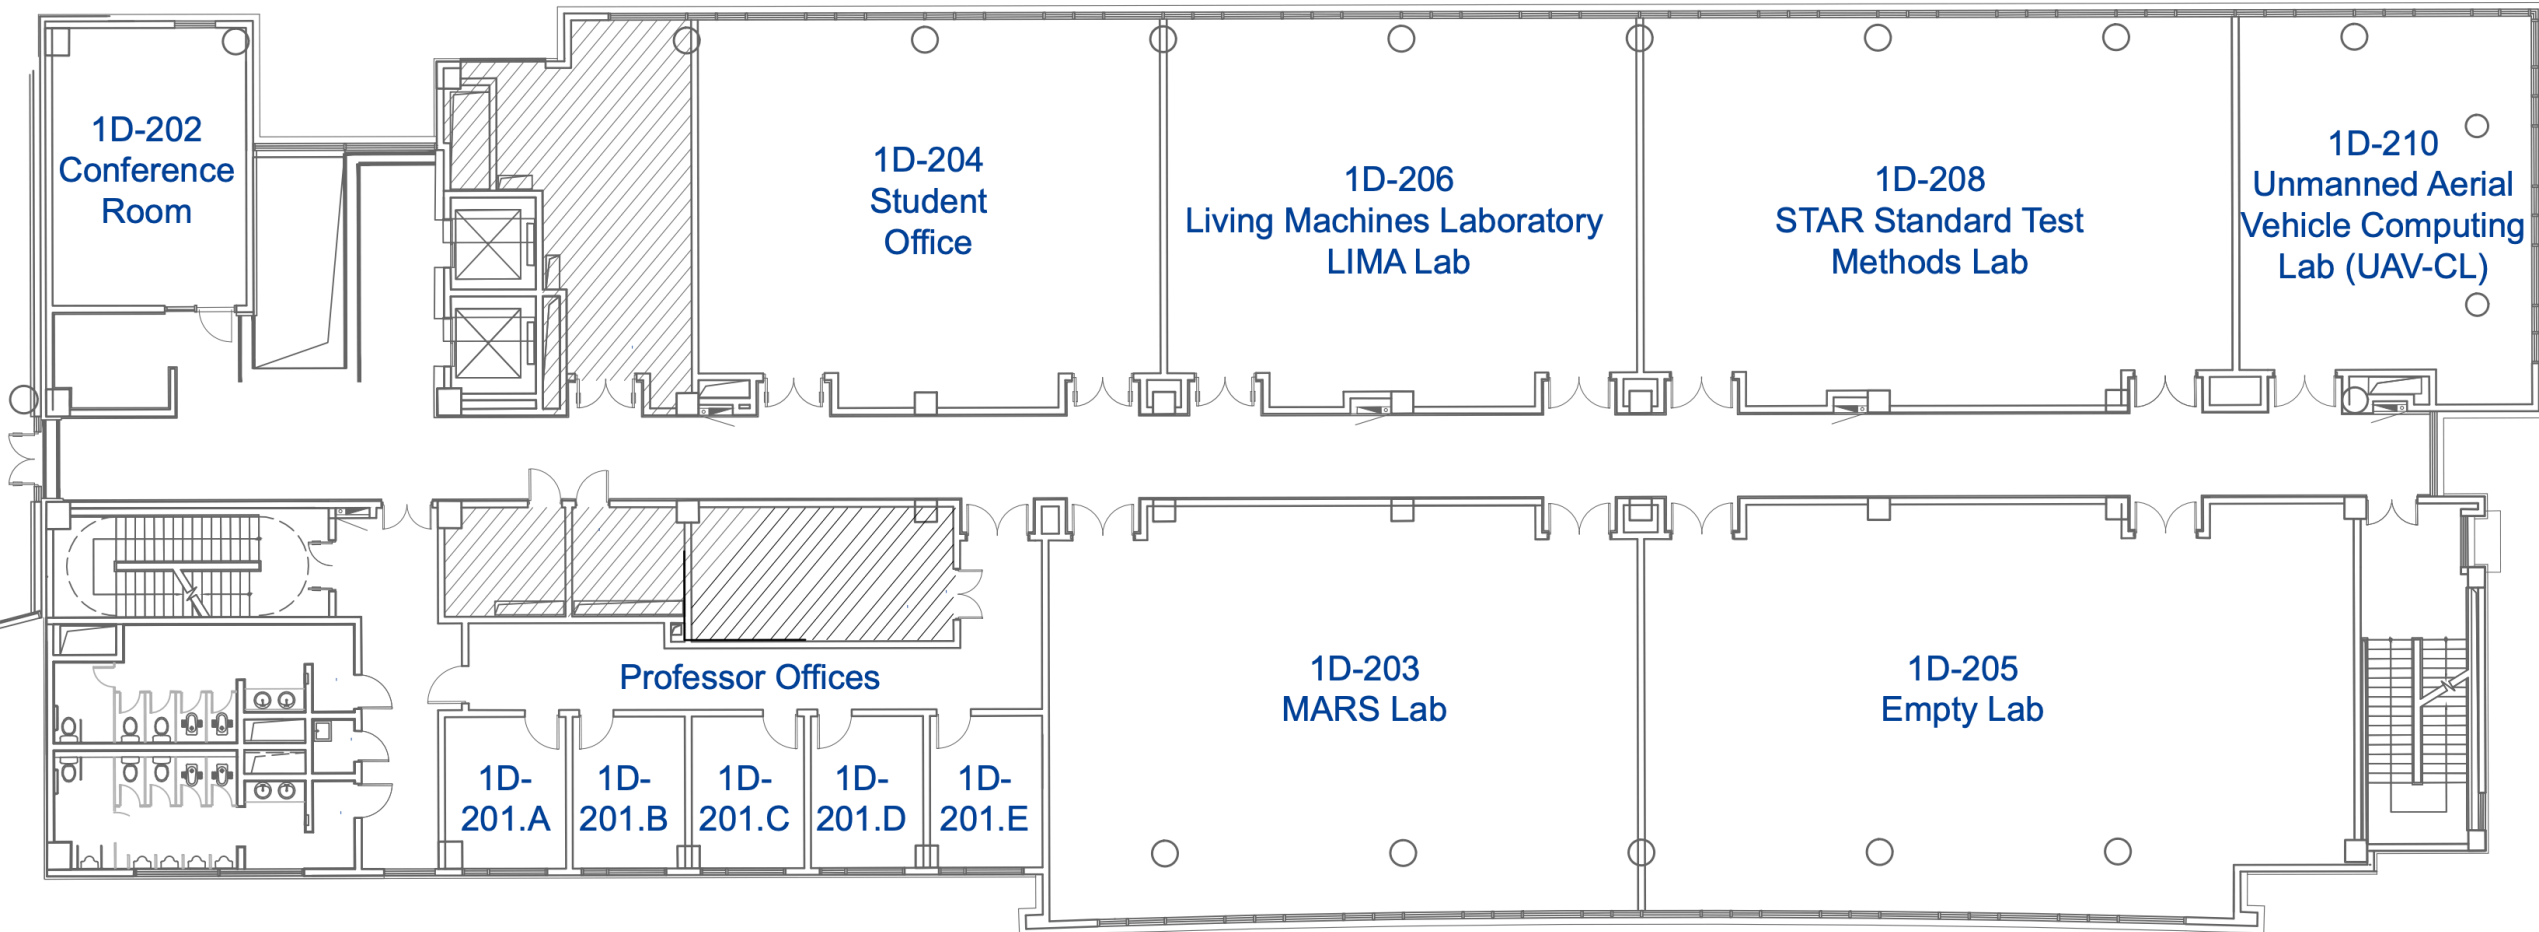 1D-202
Conference
Room
1D-204
Student
Office
1D-206
Living Machines Laboratory
LIMA Lab
1D-208
STAR Standard Test
Methods Lab
1D-210
Unmanned Aerial
Vehicle Computing
Lab (UAV-CL)
Professor Offices
1D-
201.A
1D-
201.B
1D-
201.C
1D-
201.D
1D-
201.E
1D-203
MARS Lab
1D-205
Empty Lab